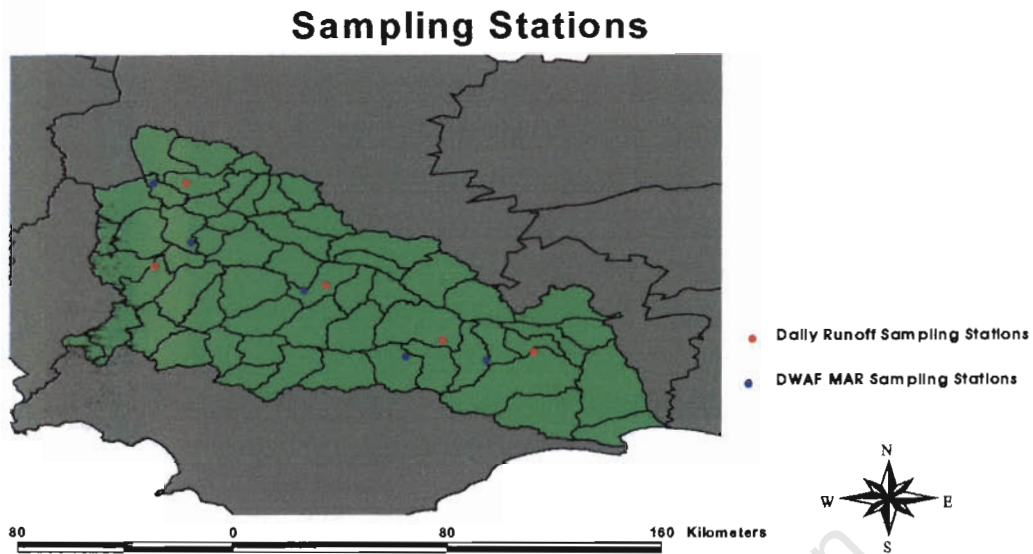 Sampling Stations
Daily Runoff Sampling Stations
DWAF MAR Sampling Stations
N
W E
S
80 0 80 160 Kilometers